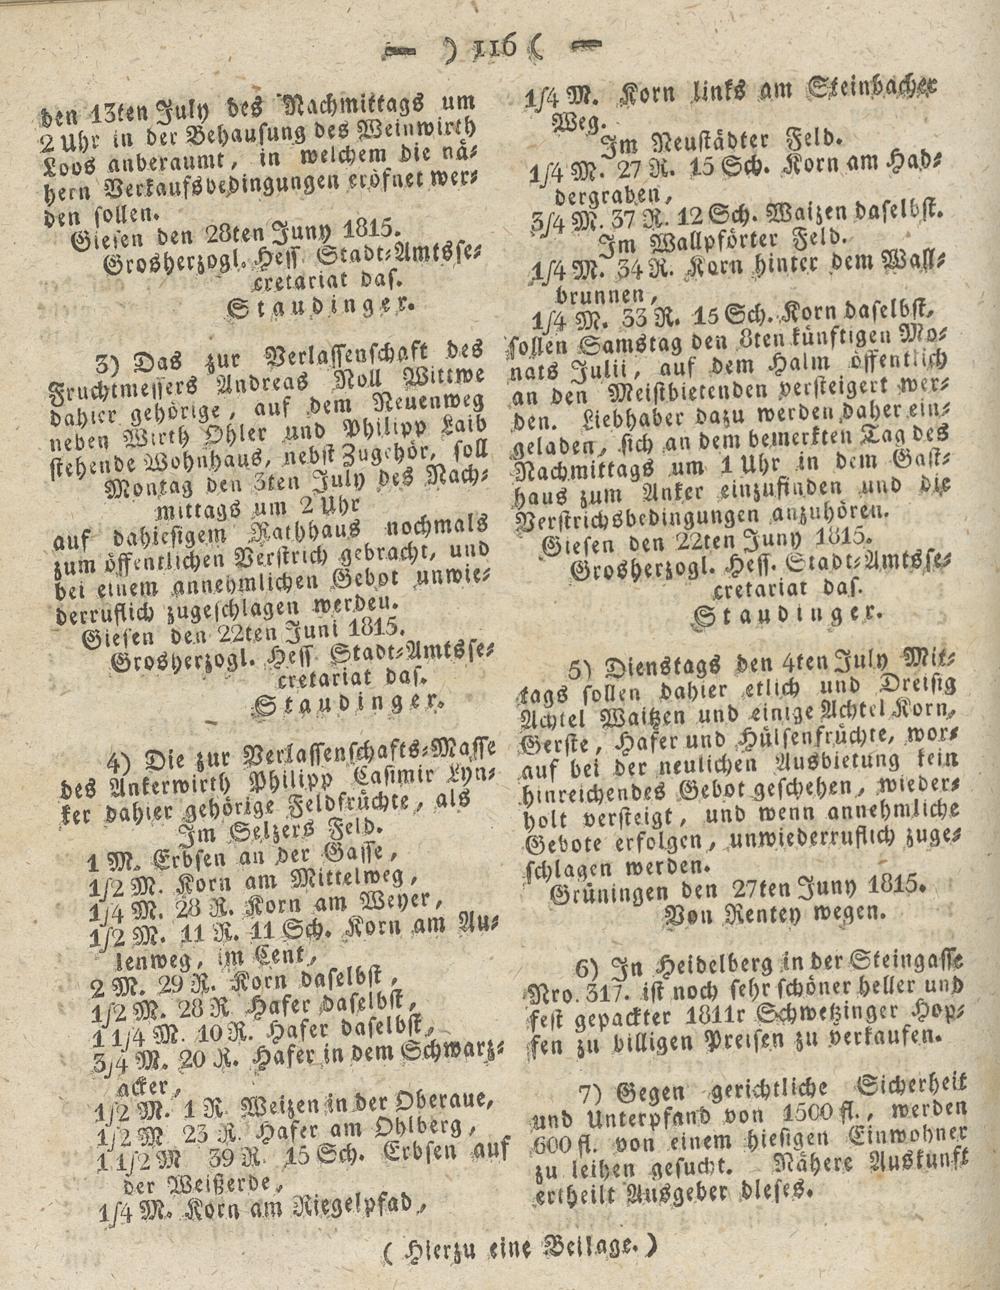 — ) 116 ( —
den 13ten July des Nachmittags um
2 Uhr in der Behausung des Weinwirth
Loos anberaumt, in welchem die nä-
hern Verkaufsbedingungen eröfnet wer-
den sollen.
Giesen den 28ten Juny 1815.
Grosherzogl. Hess Stadt-Amtsse-
cretariat das.
Staudinger.
3) Das zur Verlassenschaft des
Fruchtmessers Andreas Noll Wittwe
dahier gehörige, auf dem Neuenweg
neben Wirth Ohler und Philipp Laib
stehende Wohnhaus, nebst Zugehör, soll
Montag den 3ten July des Nach-
mittags um 2 Uhr
auf dahiesigem Rathhaus nochmals
zum öffentlichen Verstrich gebracht, und
bei einem annehmlichen Gebot unwie-
derruflich zugeschlagen werden.
Giesen den 22ten Juni 1815.
Grosherzogl. Hess Stadt-Amtsse-
cretariat das.
Staudinger.
4) Die zur Verlassenschafts-Masse
des Ankerwirth Philipp Casimir Lyn-
ker dahier gehörige Feldfrüchte, als
Im Selzers Feld.
1 M. Erbsen an der Gasse,
1/2 M. Korn am Mittelweg,
1/4 M. 28 R. Korn am Weyer,
1/2 M. 11 R. 11 Sch. Korn am Au-
lenweg, im Cent,
2 M. 29 R. Korn daselbst,
1/2 M. 28 R Hafer daselbst,
1 1/4 M. 10 R. Hafer daselbst,
3/4 M. 20 R. Hafer in dem Schwarz-
acker,
1/2 M. 1 R Weitzen in der Oberaue,
1/2 M 23 R. Hafer am Ohlberg,
1 1/2 M 39 R. 15 Sch. Erbsen auf
der Weißerde,
1/4 M. Korn am Riegelpfad,
1/4 M. Korn links am Steinbacher
Weg.
Im Neustädter Feld.
1/4 M. 27 R. 15 Sch. Korn am Had-
dergraben,
3/4 M. 37 R. 12 Sch. Waizen daselbst.
Im Wallpförter Feld.
1/4 M. 34 R. Korn hinter dem Wall-
brunnen,
1/4 M. 33 R. 15 Sch. Korn daselbst,
sollen Samstag den 8ten künftigen Mo-
nats Julii, auf dem Halm öffentlich
an den Meistbietenden versteigert wer-
den. Liebhaber dazu werden daher ein-
geladen, sich an dem bemerkten Tag des
Nachmittags um 1 Uhr in dem Gast-
haus zum Anker einzufinden und die
Verstrichsbedingungen anzuhören.
Giesen den 22ten Juny 1815.
Grosherzogl. Hess. Stadt-Amtsse-
cretariat das.
Staudinger.
5) Dienstags den 4ten July Mit-
tags sollen dahier etlich und Dreisig
Achtel Waitzen und einige Achtel Korn,
Gerste, Hafer und Hülsenfrüchte, wor-
auf bei der neulichen Ausbietung kein
hinreichendes Gebot geschehen, wieder-
holt versteigt, und wenn annehmliche
Gebote erfolgen, unwiederruflich zuge-
schlagen werden.
Grüningen den 27ten Juny 1815.
Von Rentey wegen.
6) In Heidelberg in der Steingasse
Nro. 317. ist noch sehr schöner heller und
fest gepackter 1811r Schwetzinger Hop-
fen zu billigen Preisen zu verkaufen.
7) Gegen gerichtliche Sicherheit
und Unterpfand von 1500 fl., werden
600 fl. von einem hiesigen Einwohner
zu leihen gesucht. Nähere Auskunft
ertheilt Ausgeber dieses.
( Hierzu eine Beilage. )